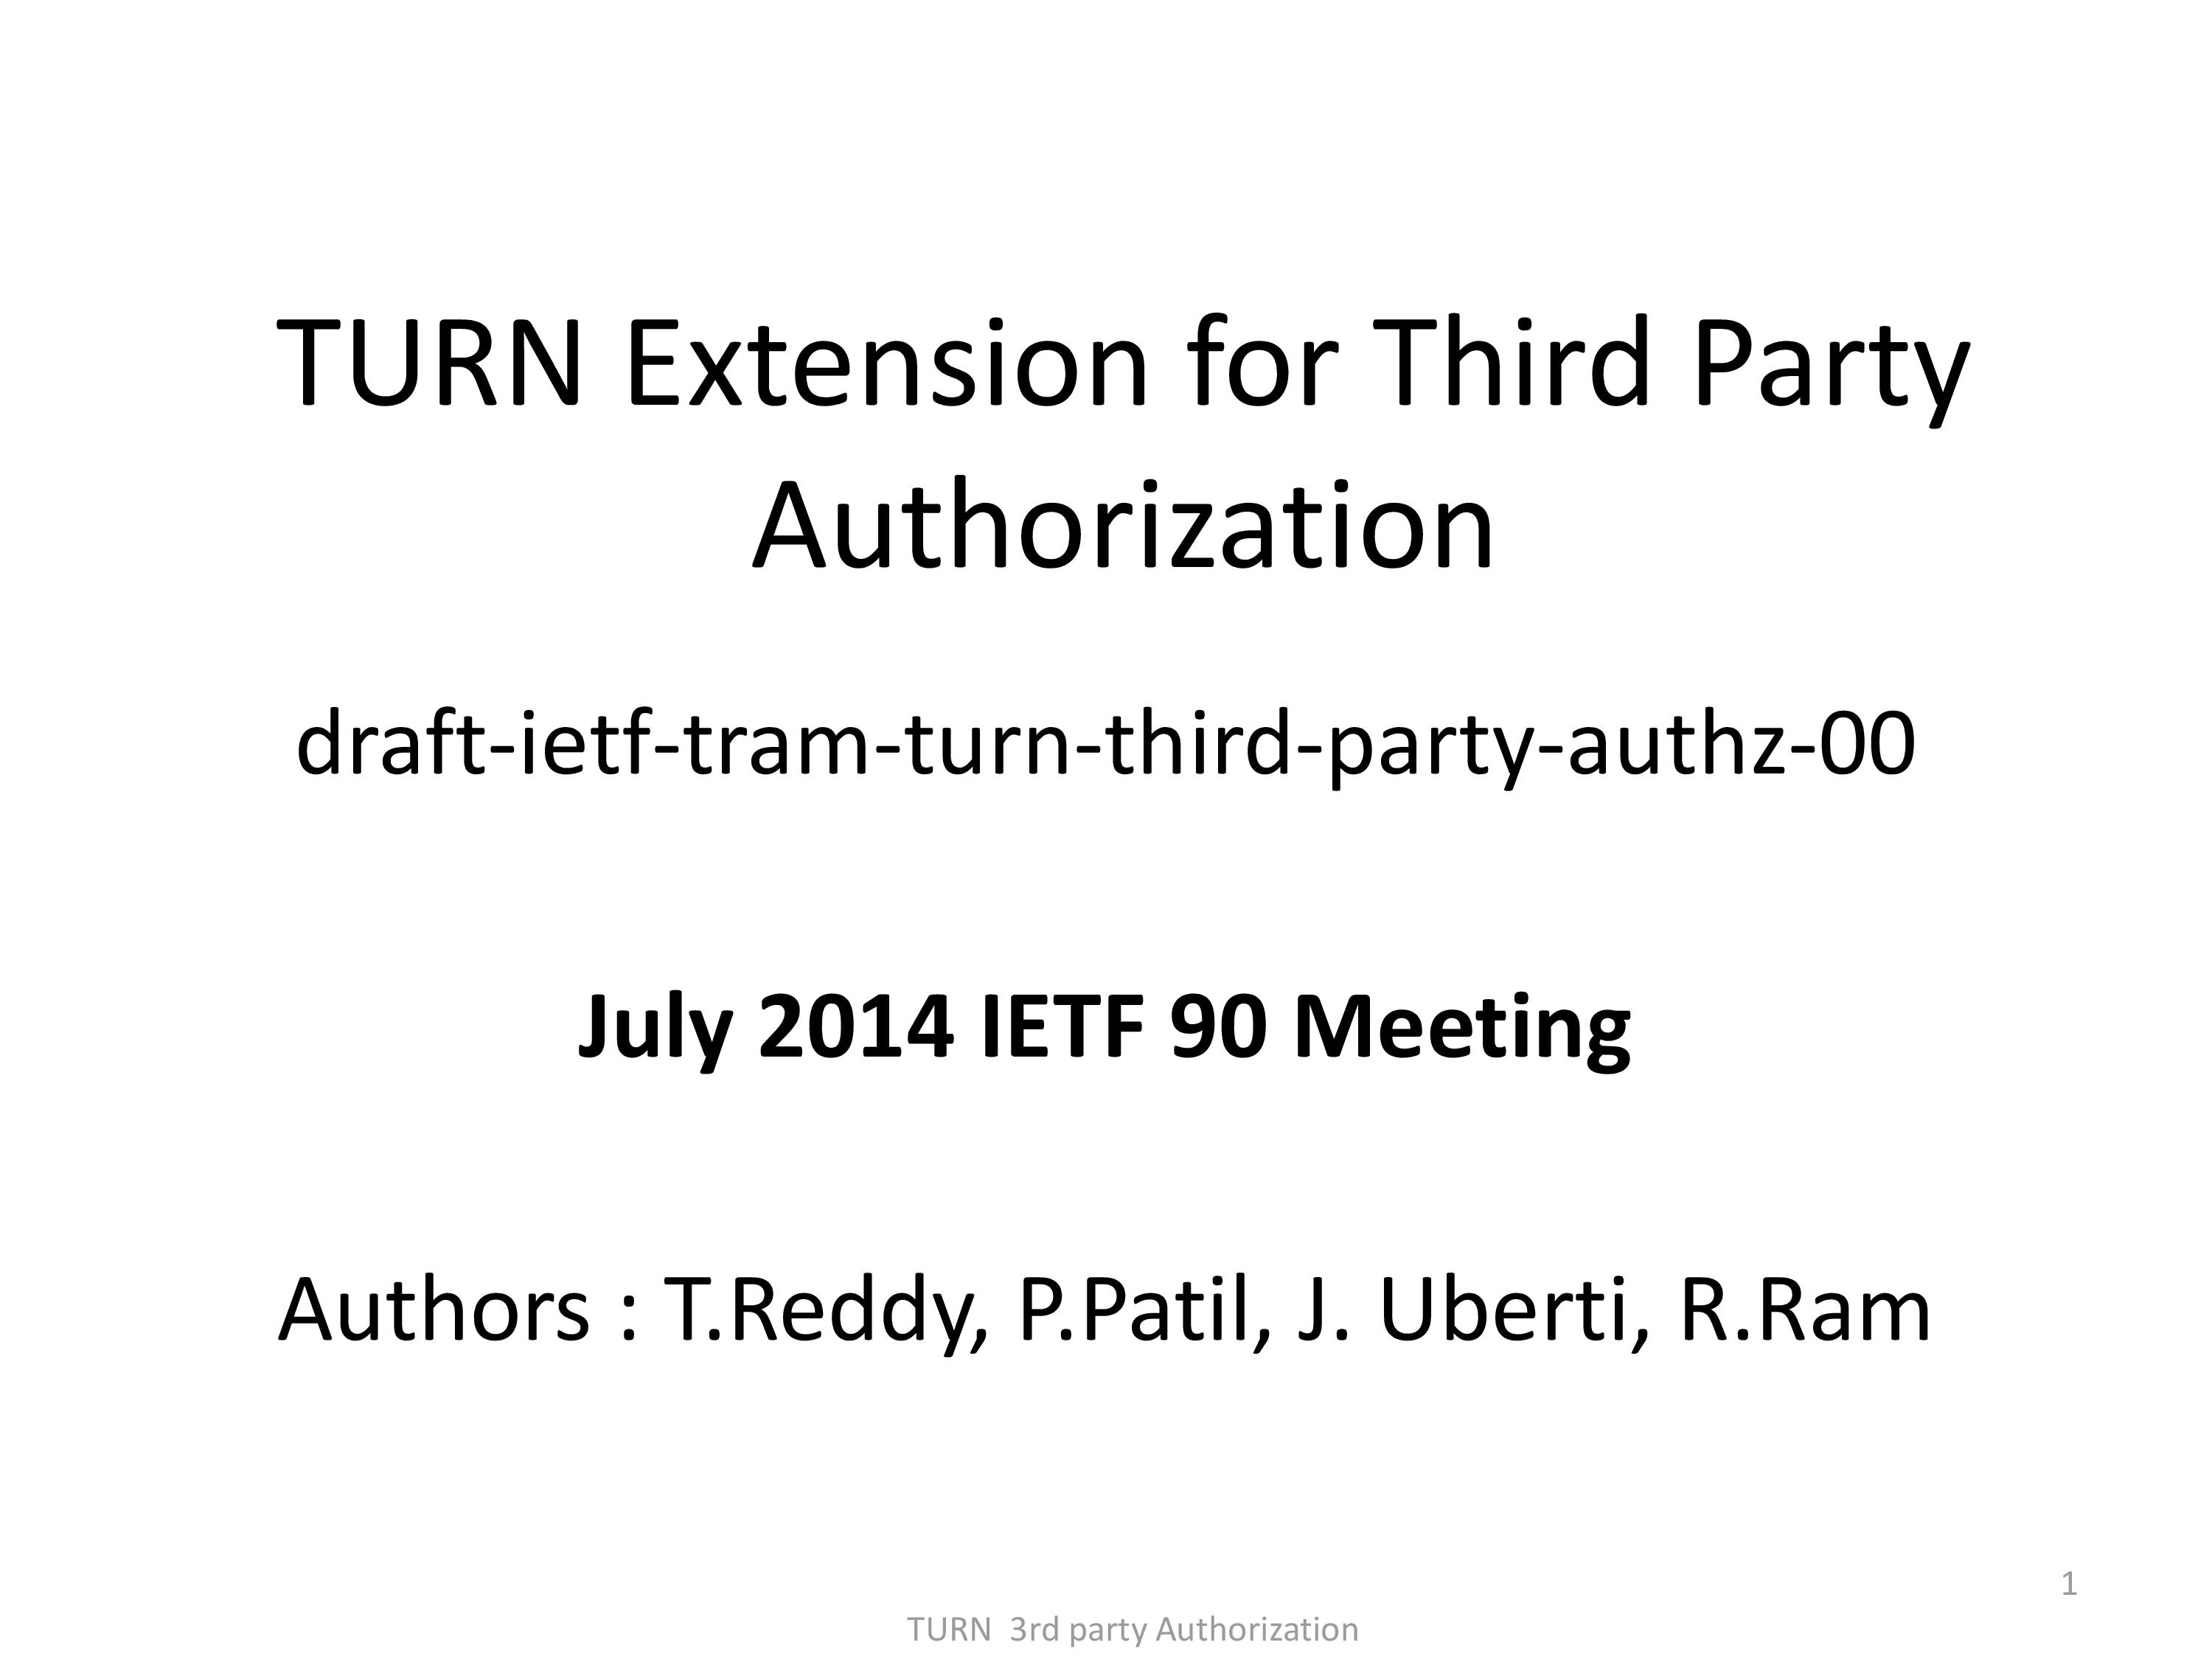 TURN Extension for Third Party
Authorization
draft-ietf-tram-turn-third-party-authz-00
July 2014 IETF 90 Meeting
Authors : T.Reddy, P.Patil, J. Uberti, R.Ram
1
TURN  3rd party Authorization